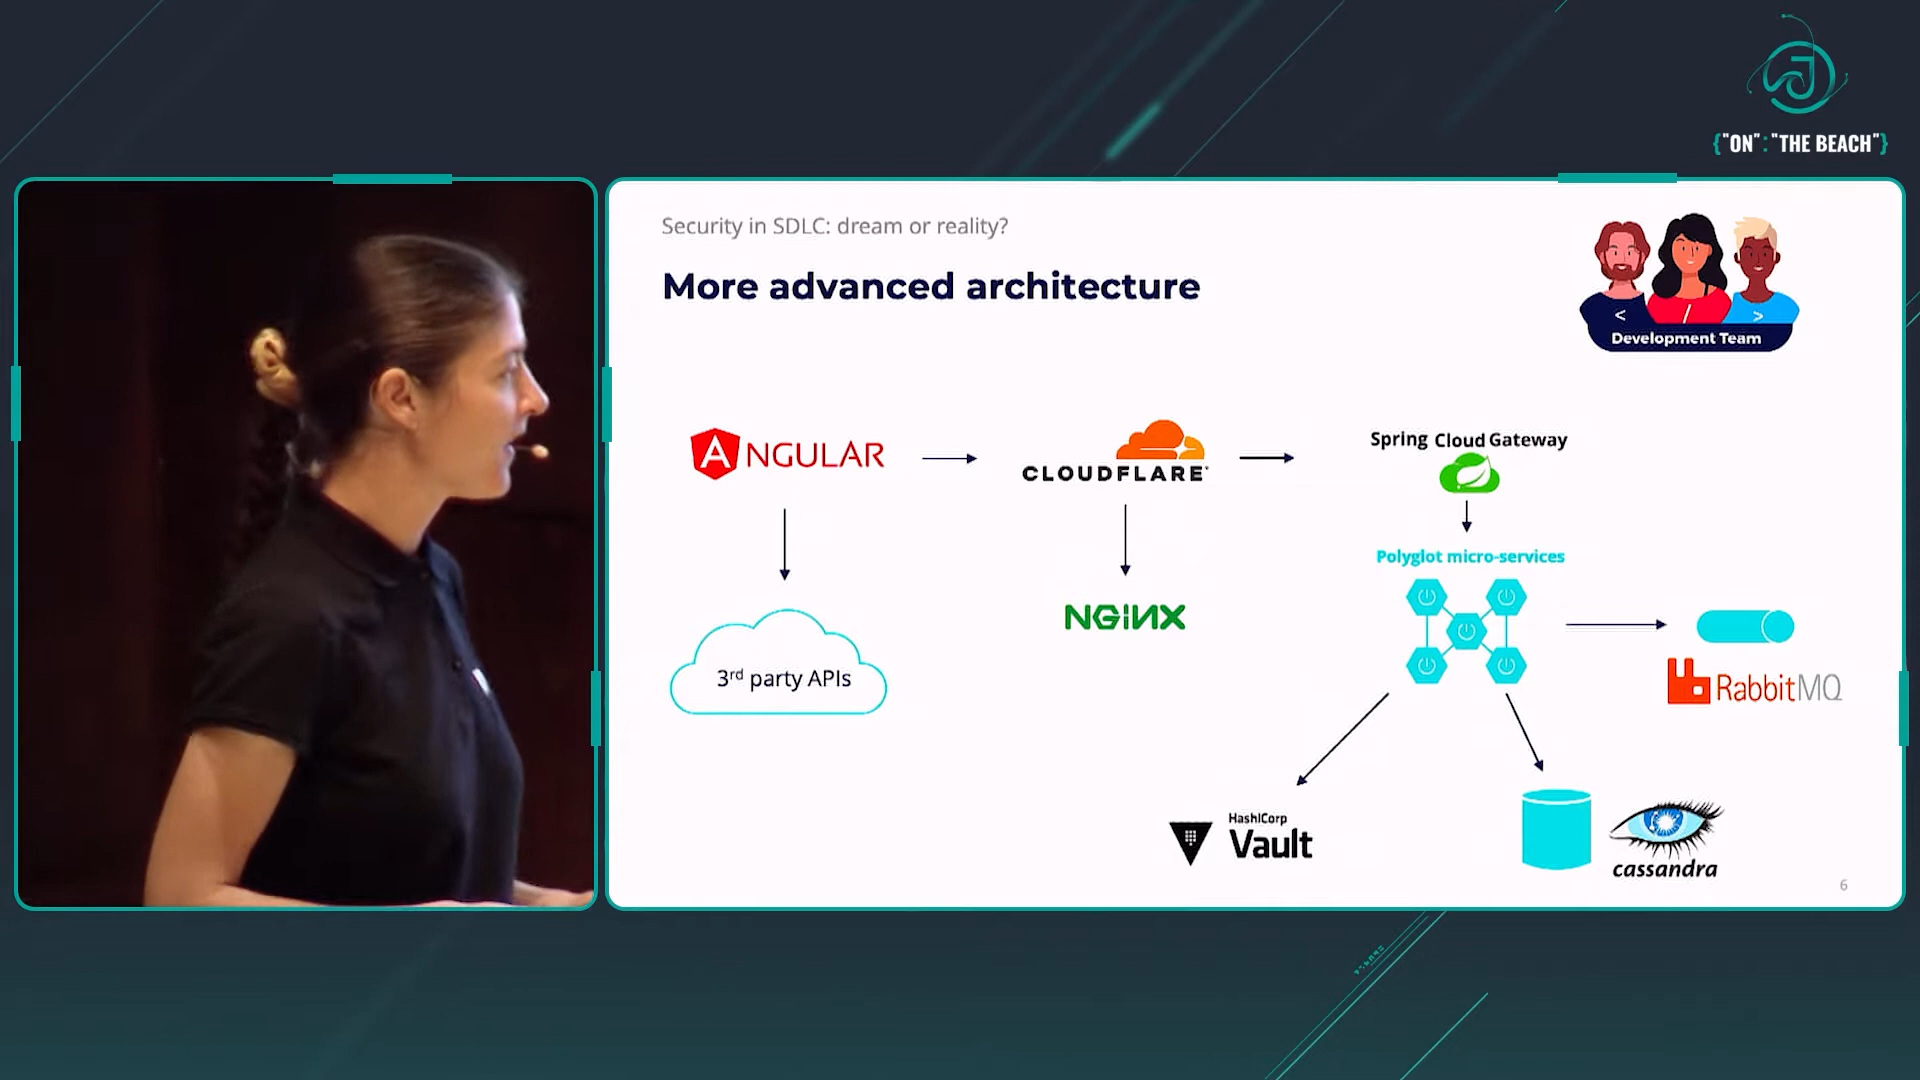 {"ON":"THE BEACH"}
Security in SDLC: dream or reality?
More advanced architecture
< / >
Development Team
ANGULAR
CLOUDFLARE
Spring Cloud Gateway
Polyglot micro-services
NGINX
3rd party APIs
RabbitMQ
HashiCorp
Vault
cassandra
6